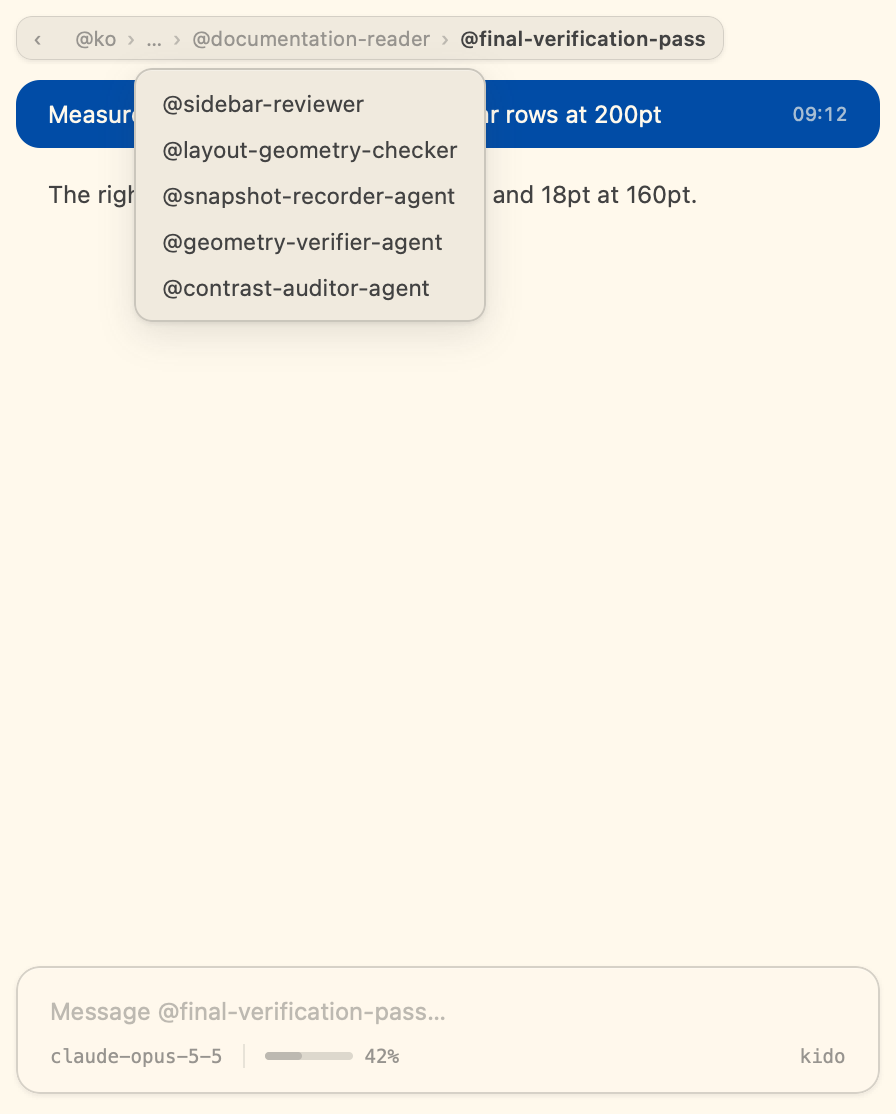 ‹ @ko › ... › @documentation-reader › @final-verification-pass
@sidebar-reviewer
r rows at 200pt 09:12
@layout-geometry-checker
The @snapshot-recorder-agent and 18pt at 160pt.
@geometry-verifier-agent
@contrast-auditor-agent
Message @final-verification-pass...
claude-opus-5-5 42% kido